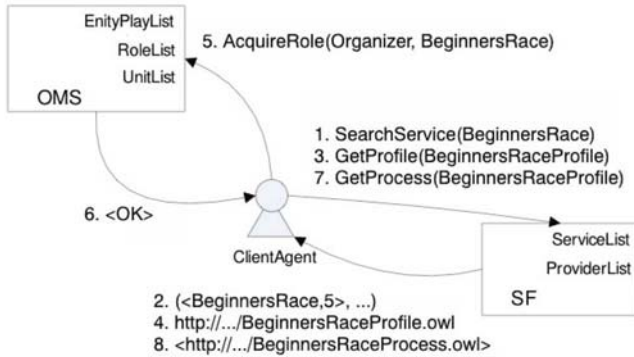 EnityPlayList
RoleList
UnitList
OMS
5. AcquireRole(Organizer, BeginnersRace)
1. SearchService(BeginnersRace)
3. GetProfile(BeginnersRaceProfile)
7. GetProcess(BeginnersRaceProfile)
6. <OK>
ClientAgent
ServiceList
ProviderList
SF
2. (<BeginnersRace,5>, ...)
4. http://.../BeginnersRaceProfile.owl
8. <http://.../BeginnersRaceProcess.owl>